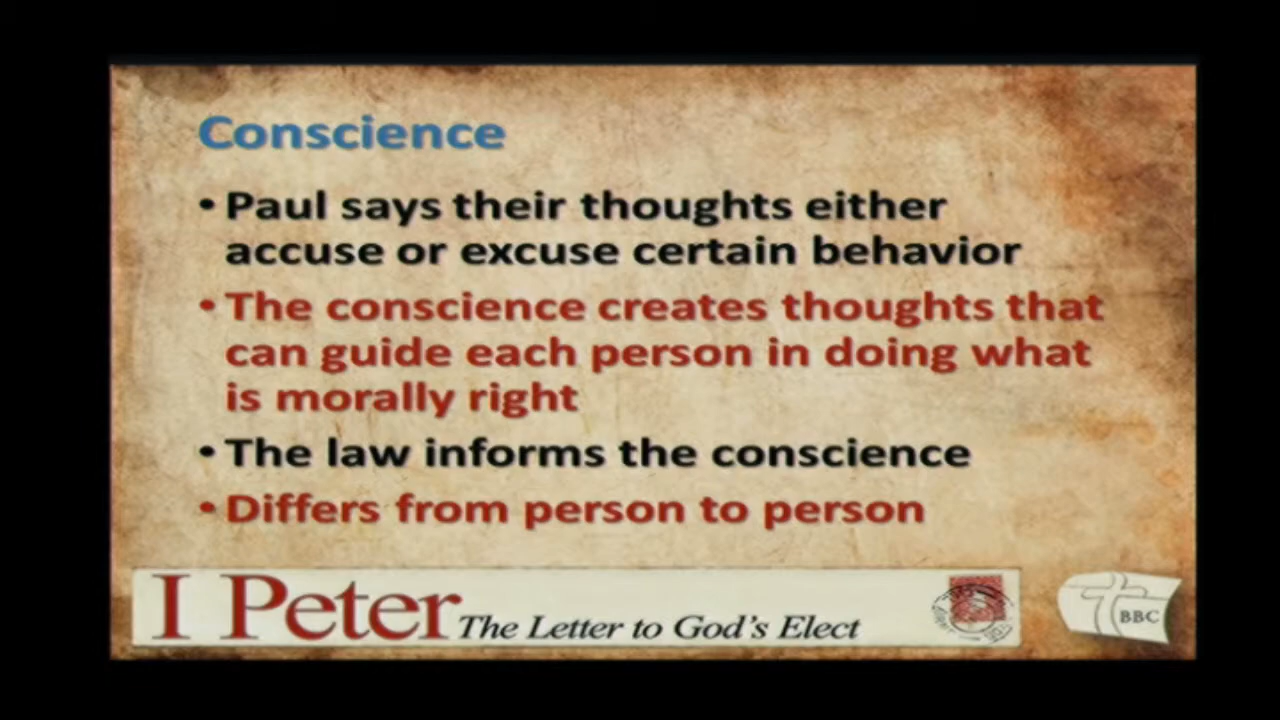 Conscience
• Paul says their thoughts either
accuse or excuse certain behavior
• The conscience creates thoughts that
can guide each person in doing what
is morally right
• The law informs the conscience
• Differs from person to person
I Peter The Letter to God's Elect
BBC